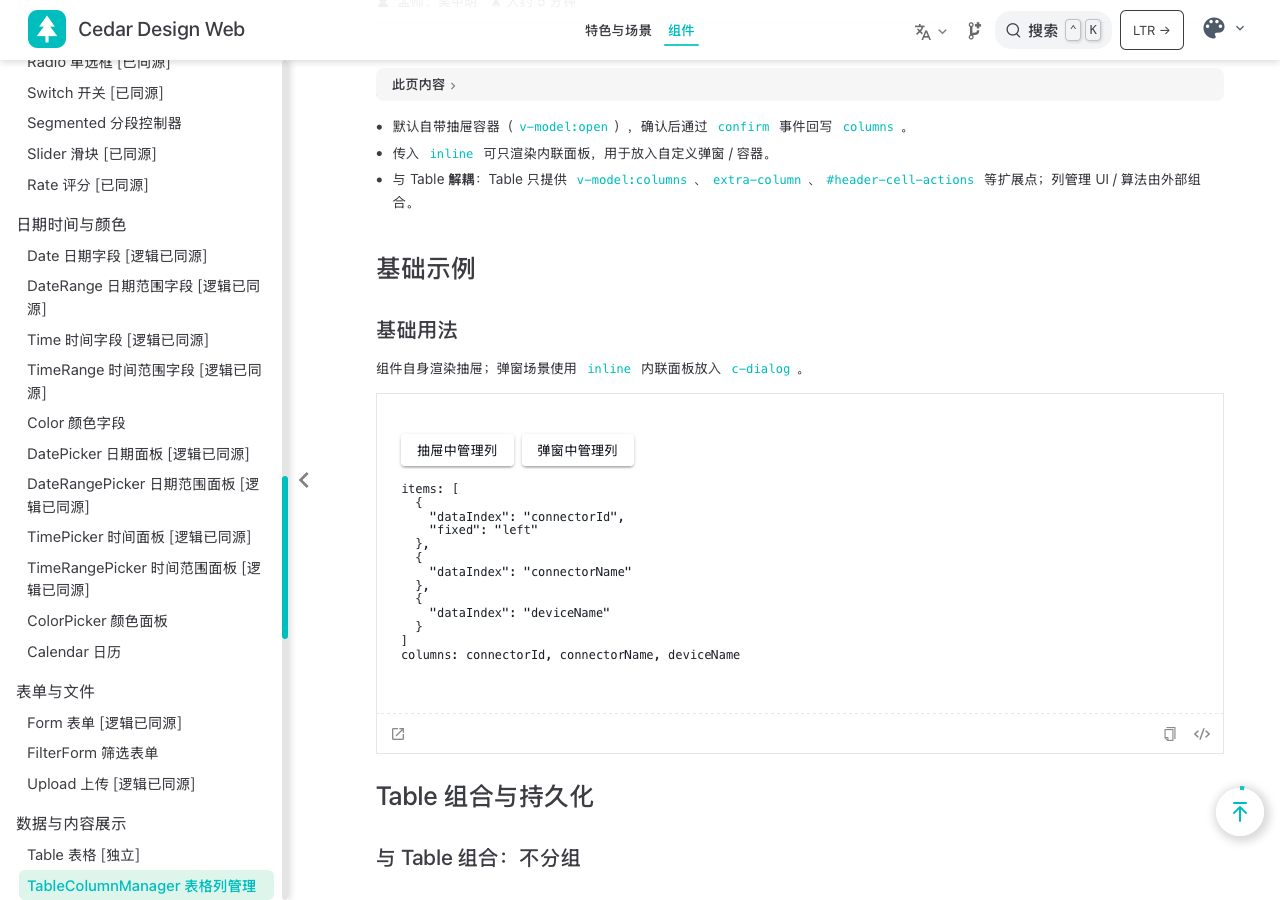 Cedar Design Web
特色与场景
组件
搜索
^
K
LTR →
Radio 单选框 [已同源]
Switch 开关 [已同源]
Segmented 分段控制器
Slider 滑块 [已同源]
Rate 评分 [已同源]
日期时间与颜色
Date 日期字段 [逻辑已同源]
DateRange 日期范围字段 [逻辑已同
源]
Time 时间字段 [逻辑已同源]
TimeRange 时间范围字段 [逻辑已同
源]
Color 颜色字段
DatePicker 日期面板 [逻辑已同源]
DateRangePicker 日期范围面板 [逻
辑已同源]
TimePicker 时间面板 [逻辑已同源]
TimeRangePicker 时间范围面板 [逻
辑已同源]
ColorPicker 颜色面板
Calendar 日历
表单与文件
Form 表单 [逻辑已同源]
FilterForm 筛选表单
Upload 上传 [逻辑已同源]
数据与内容展示
Table 表格 [独立]
TableColumnManager 表格列管理
此页内容 ›
• 默认自带抽屉容器（ v-model:open ），确认后通过 confirm 事件回写 columns 。
• 传入 inline 可只渲染内联面板，用于放入自定义弹窗 / 容器。
• 与 Table 解耦：Table 只提供 v-model:columns 、 extra-column 、 #header-cell-actions 等扩展点；列管理 UI / 算法由外部组
合。
基础示例
基础用法
组件自身渲染抽屉；弹窗场景使用 inline 内联面板放入 c-dialog 。
抽屉中管理列
弹窗中管理列
items: [
  {
    "dataIndex": "connectorId",
    "fixed": "left"
  },
  {
    "dataIndex": "connectorName"
  },
  {
    "dataIndex": "deviceName"
  }
]
columns: connectorId, connectorName, deviceName
Table 组合与持久化
与 Table 组合：不分组